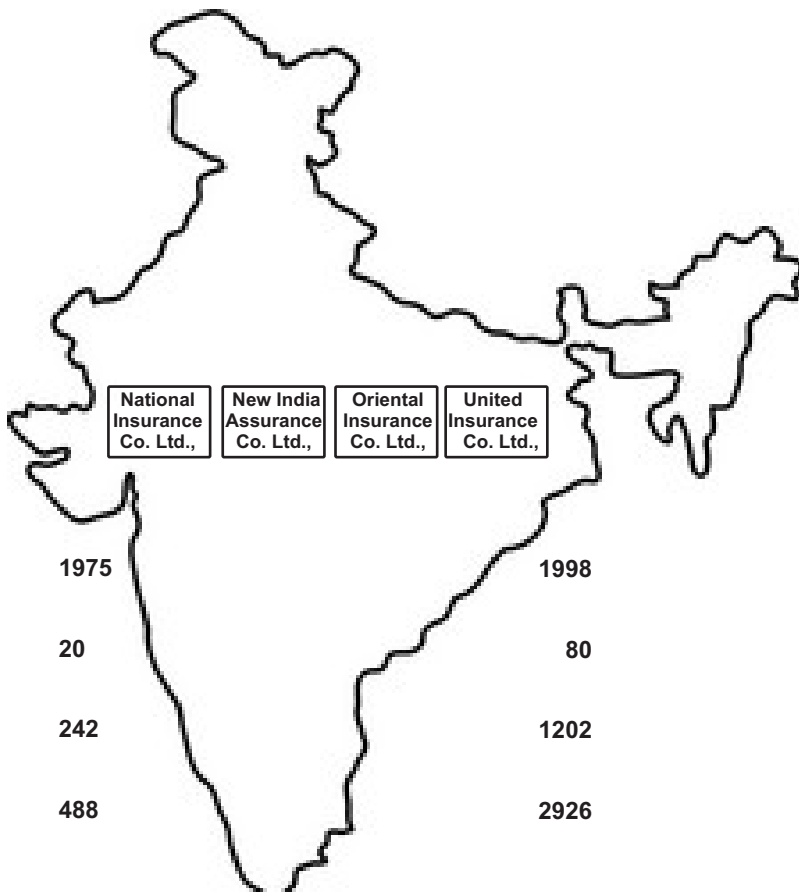 National
Insurance
Co. Ltd.,
New India
Assurance
Co. Ltd.,
Oriental
Insurance
Co. Ltd.,
United
Insurance
Co. Ltd.,
1975 1998
20 80
242 1202
488 2926